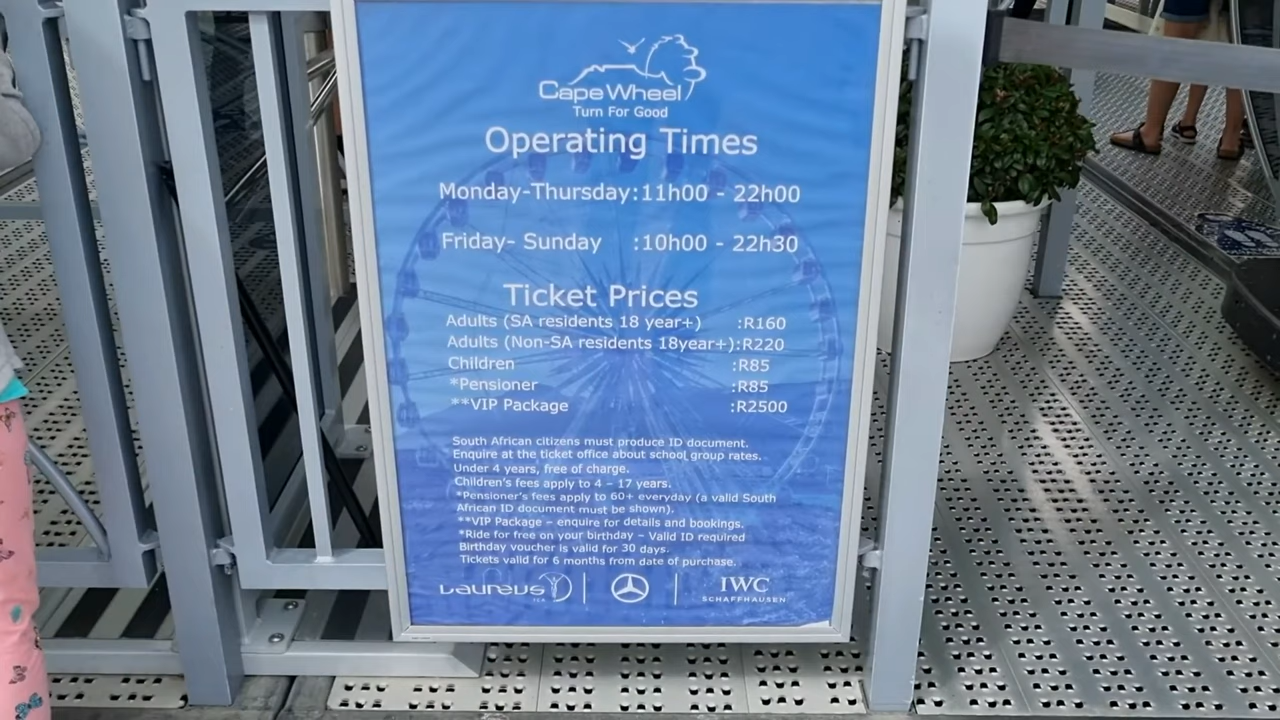 Cape Wheel
Turn For Good
Operating Times
Monday-Thursday:11h00 - 22h00
Friday- Sunday :10h00 - 22h30
Ticket Prices
Adults (SA residents 18 year+) :R160
Adults (Non-SA residents 18year+):R220
Children :R85
*Pensioner :R85
**VIP Package :R2500
South African citizens must produce ID document.
Enquire at the ticket office about school group rates.
Under 4 years, free of charge.
Children's fees apply to 4 – 17 years.
*Pensioner's fees apply to 60+ everyday (a valid South
African ID document must be shown).
**VIP Package – enquire for details and bookings.
*Ride for free on your birthday – Valid ID required
Birthday voucher is valid for 30 days.
Tickets valid for 6 months from date of purchase.
LAUREUS
IWC
SCHAFFHAUSEN